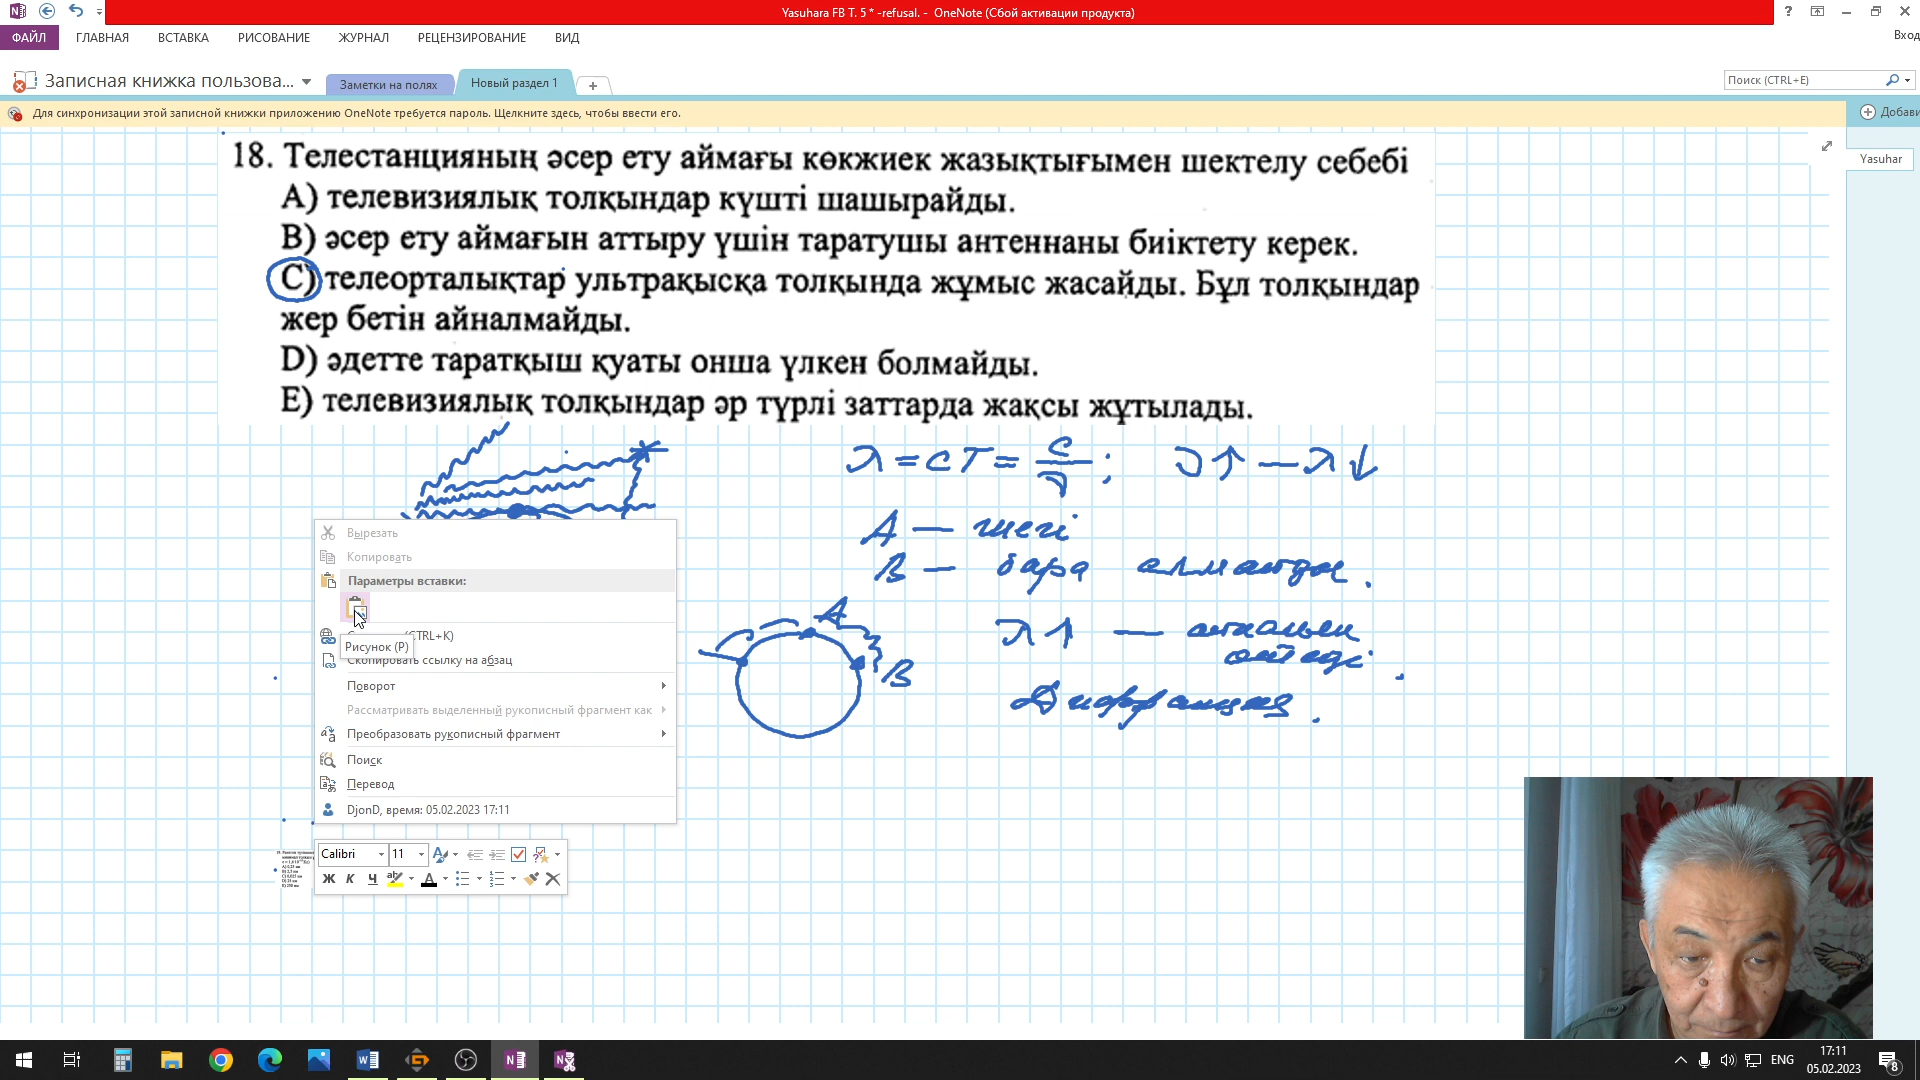 Yasuhara FB T. 5 * -refusal. - OneNote (Сбой активации продукта)
ФАЙЛ ГЛАВНАЯ ВСТАВКА РИСОВАНИЕ ЖУРНАЛ РЕЦЕНЗИРОВАНИЕ ВИД
Вход
Записная книжка пользова...
Заметки на полях
Новый раздел 1
Поиск (CTRL+E)
Для синхронизации этой записной книжки приложению OneNote требуется пароль. Щелкните здесь, чтобы ввести его.
Добави
Yasuhar
18. Телестанцияның әсер ету аймағы көкжиек жазықтығымен шектелу себебі
A) телевизиялық толқындар күшті шашырайды.
B) әсер ету аймағын аттыру үшін таратушы антеннаны биіктету керек.
C) телеорталықтар ультрақысқа толқында жұмыс жасайды. Бұл толқындар
жер бетін айналмайды.
D) әдетте таратқыш қуаты онша үлкен болмайды.
E) телевизиялық толқындар әр түрлі заттарда жақсы жұтылады.
λ = cT = c/ν ; ν↑ — λ↓
A — шегі
B — бара алмайды.
λ↑ — айналып
өтеді.
Дифракция.
A
B
Вырезать
Копировать
Параметры вставки:
(CTRL+K)
Рисунок (P)
Скопировать ссылку на абзац
Поворот
Рассматривать выделенный рукописный фрагмент как
Преобразовать рукописный фрагмент
Поиск
Перевод
DjonD, время: 05.02.2023 17:11
Calibri 11
Ж К Ч
ENG
17:11
05.02.2023
8